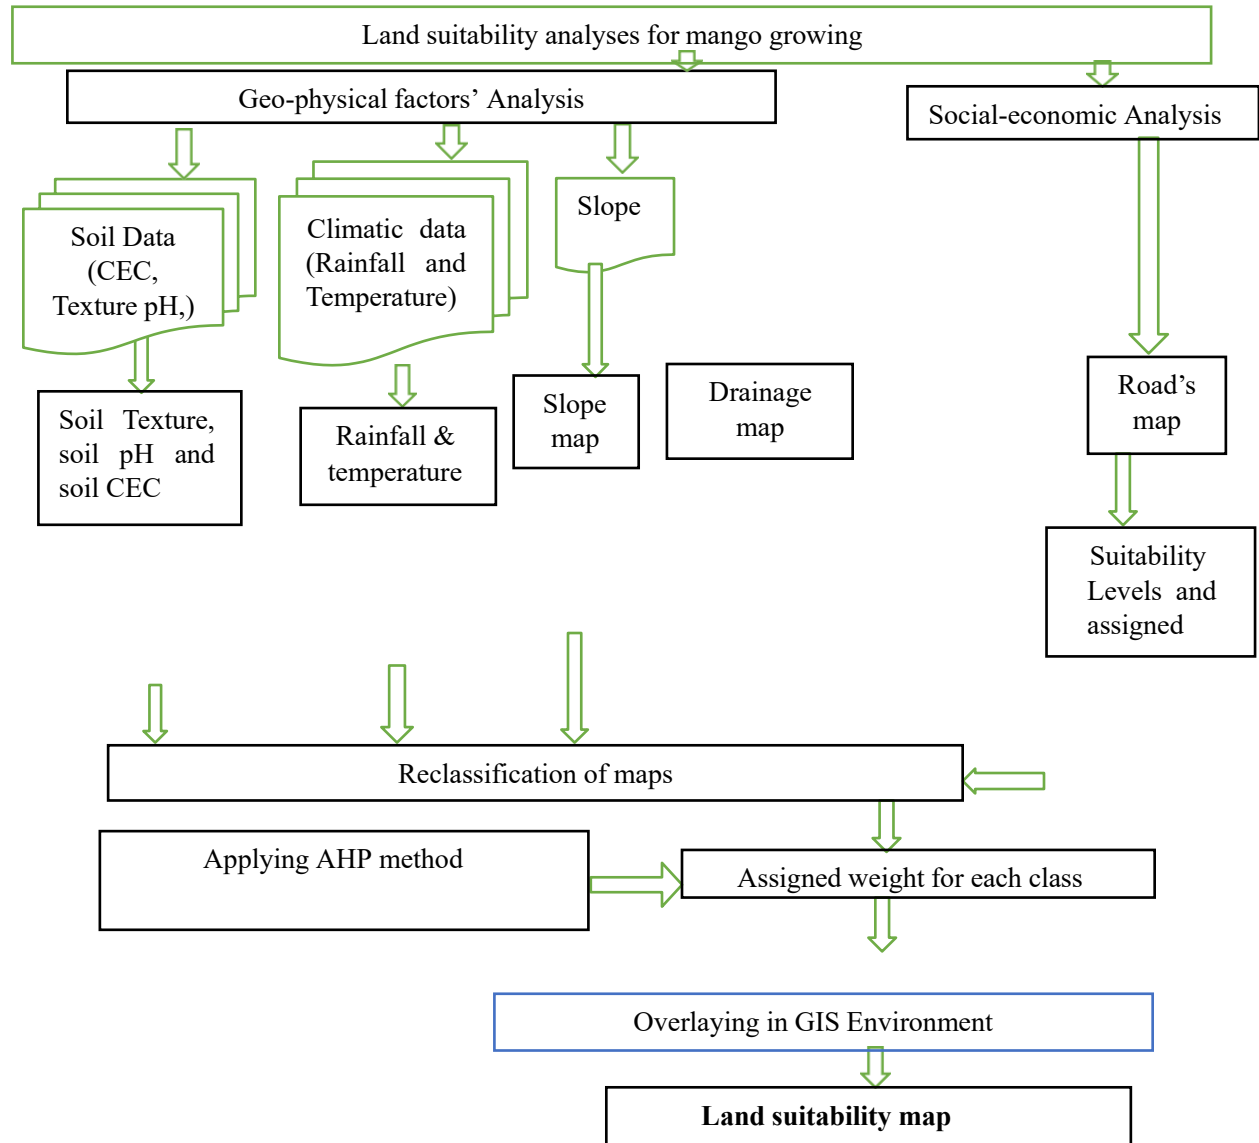 Land suitability analyses for mango growing
Geo-physical factors’ Analysis
Social-economic Analysis
Soil Data
(CEC,
Texture pH,)
Climatic data
(Rainfall and
Temperature)
Slope
Soil Texture,
soil pH and
soil CEC
Rainfall &
temperature
Slope
map
Drainage
map
Road’s
map
Suitability
Levels and
assigned
Reclassification of maps
Applying AHP method
Assigned weight for each class
Overlaying in GIS Environment
Land suitability map